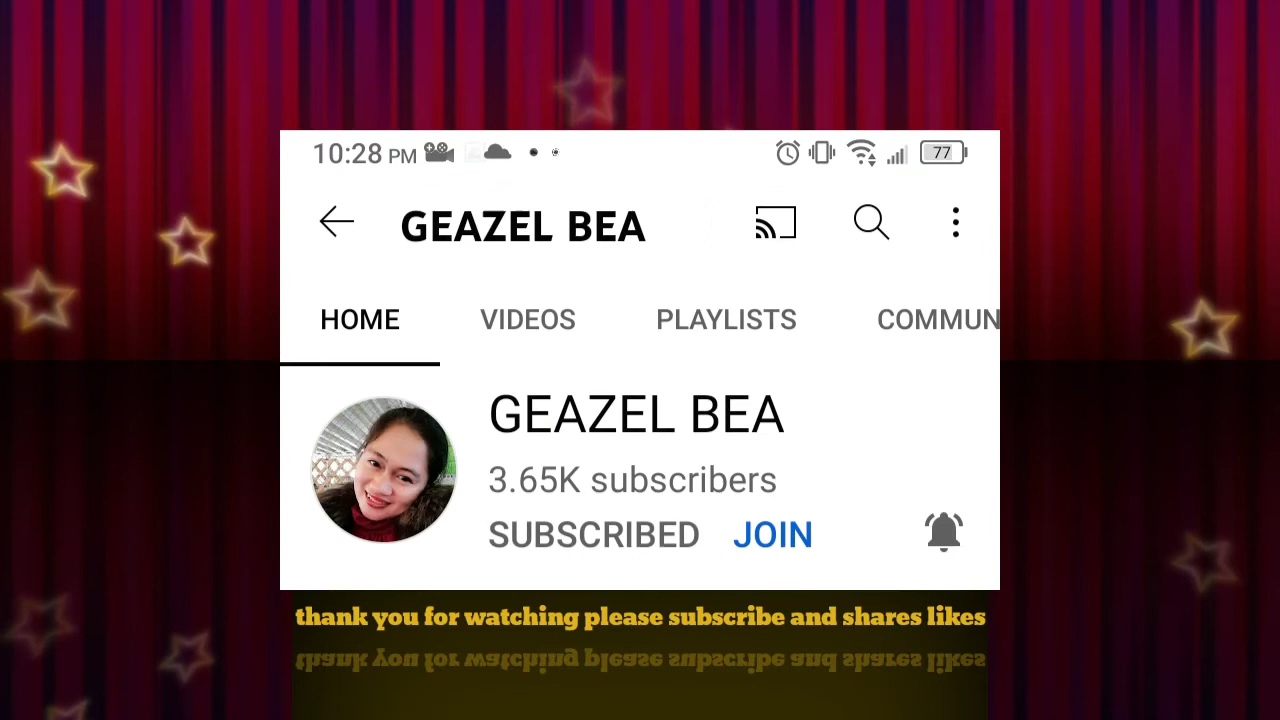 10:28 PM
77
GEAZEL BEA
HOME VIDEOS PLAYLISTS COMMUN
GEAZEL BEA
3.65K subscribers
SUBSCRIBED JOIN
thank you for watching please subscribe and shares likes
thank you for watching please subscribe and shares likes